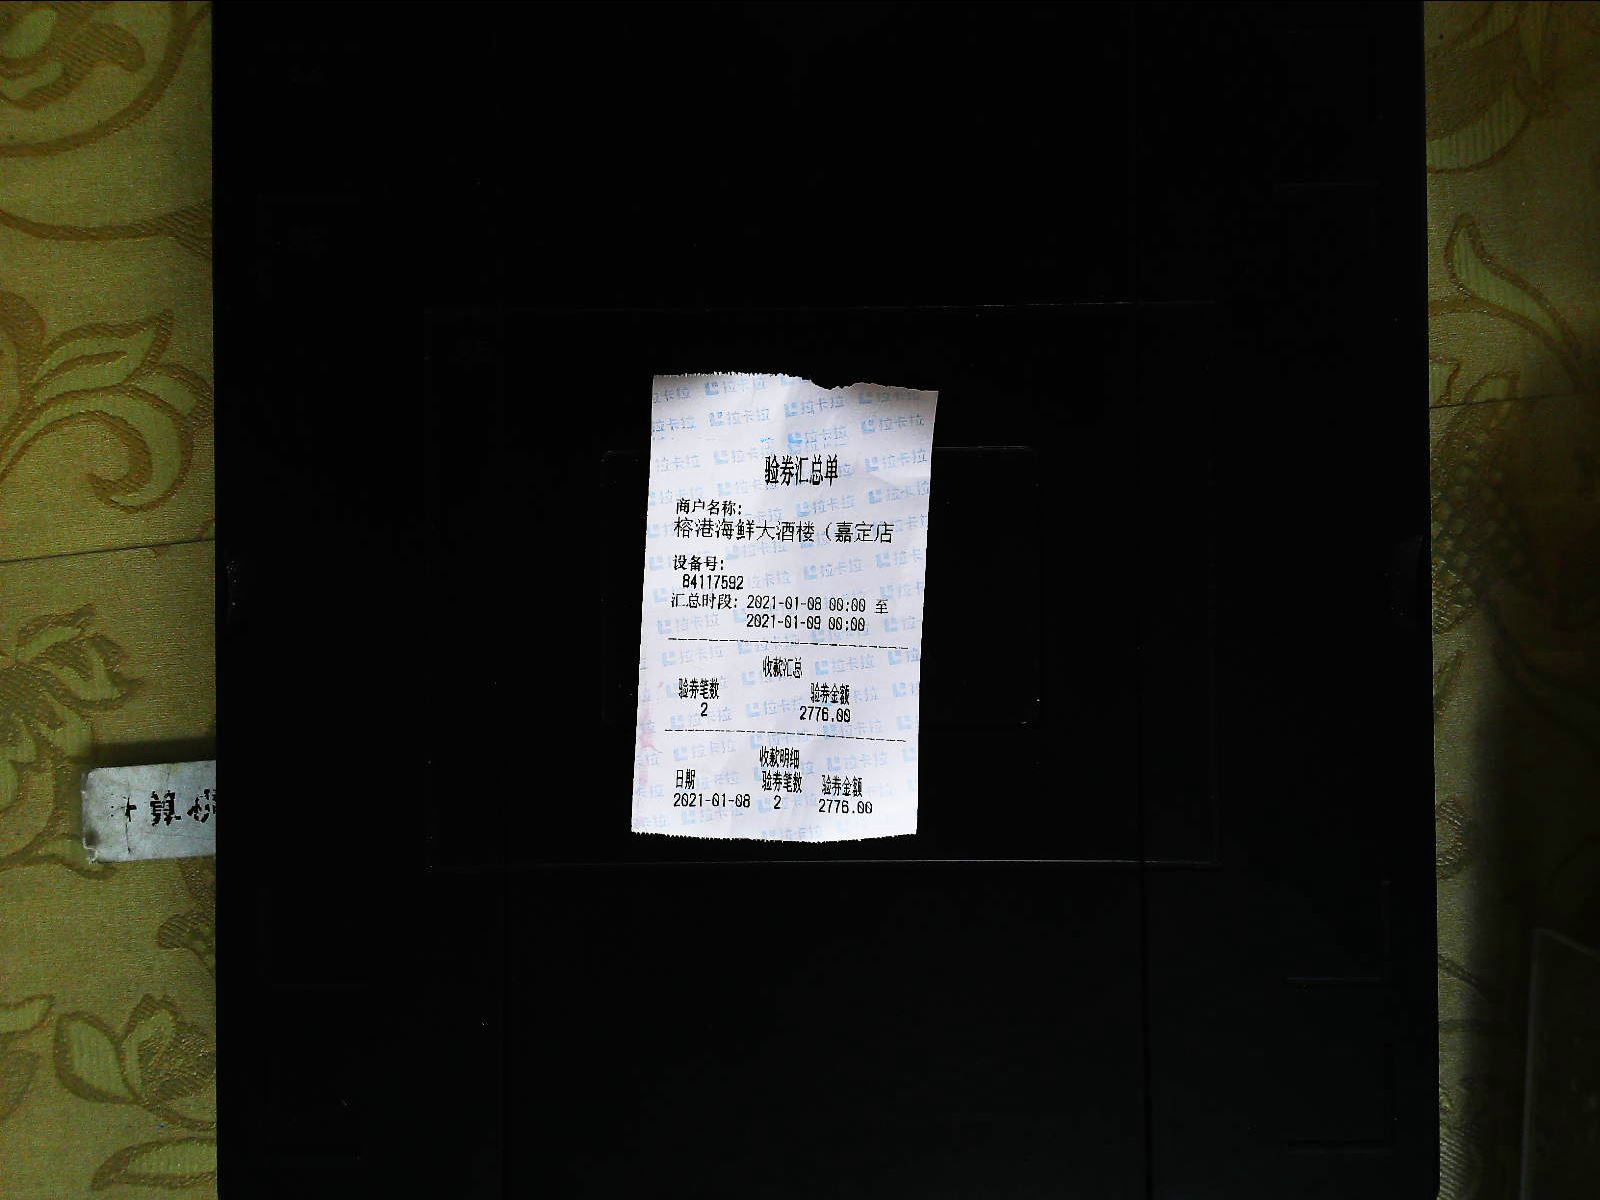 验券汇总单
商户名称:
榕港海鲜大酒楼（嘉定店
设备号:
84117592
汇总时段: 2021-01-08 00:00 至
2021-01-09 00:00
收款汇总
验券笔数 验券金额
2 2776.00
收款明细
日期 验券笔数 验券金额
2021-01-08 2 2776.00
拉卡拉